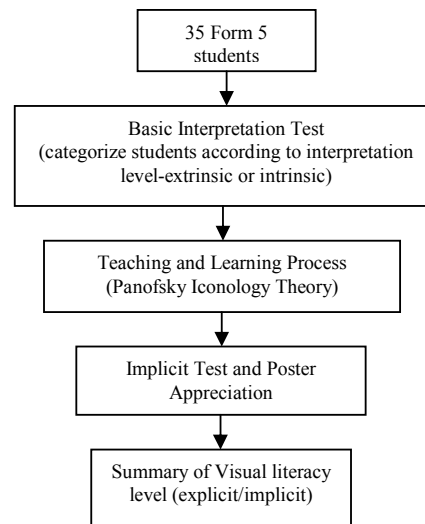 35 Form 5
students
Basic Interpretation Test
(categorize students according to interpretation
level-extrinsic or intrinsic)
Teaching and Learning Process
(Panofsky Iconology Theory)
Implicit Test and Poster
Appreciation
Summary of Visual literacy
level (explicit/implicit)